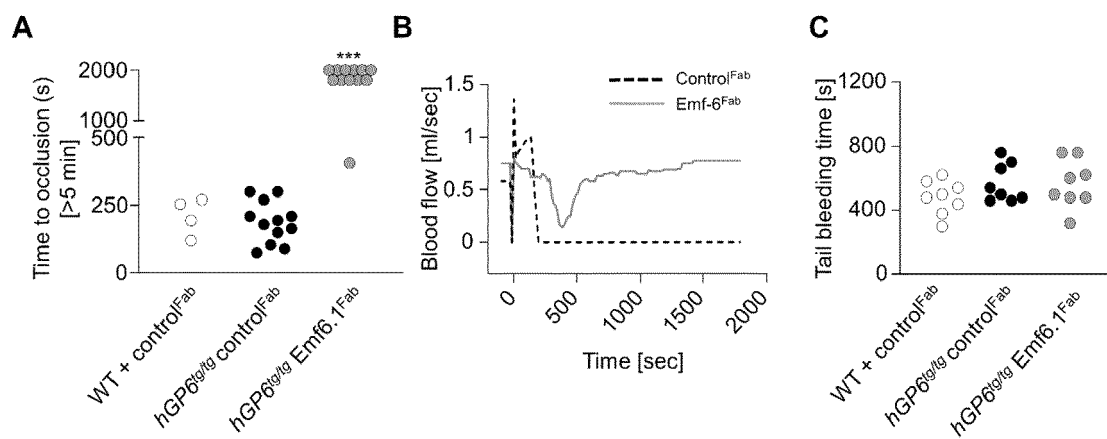 A
Time to occlusion (s)
[>5 min]
2000
1000
500
250
0
***
WT + control^Fab
hGP6^tg/tg control^Fab
hGP6^tg/tg Emf6.1^Fab
B
Blood flow [ml/sec]
1.5
1
0.5
0
Control^Fab
Emf-6^Fab
0
500
1000
1500
2000
Time [sec]
C
Tail bleeding time [s]
1200
800
400
0
WT + control^Fab
hGP6^tg/tg control^Fab
hGP6^tg/tg Emf6.1^Fab